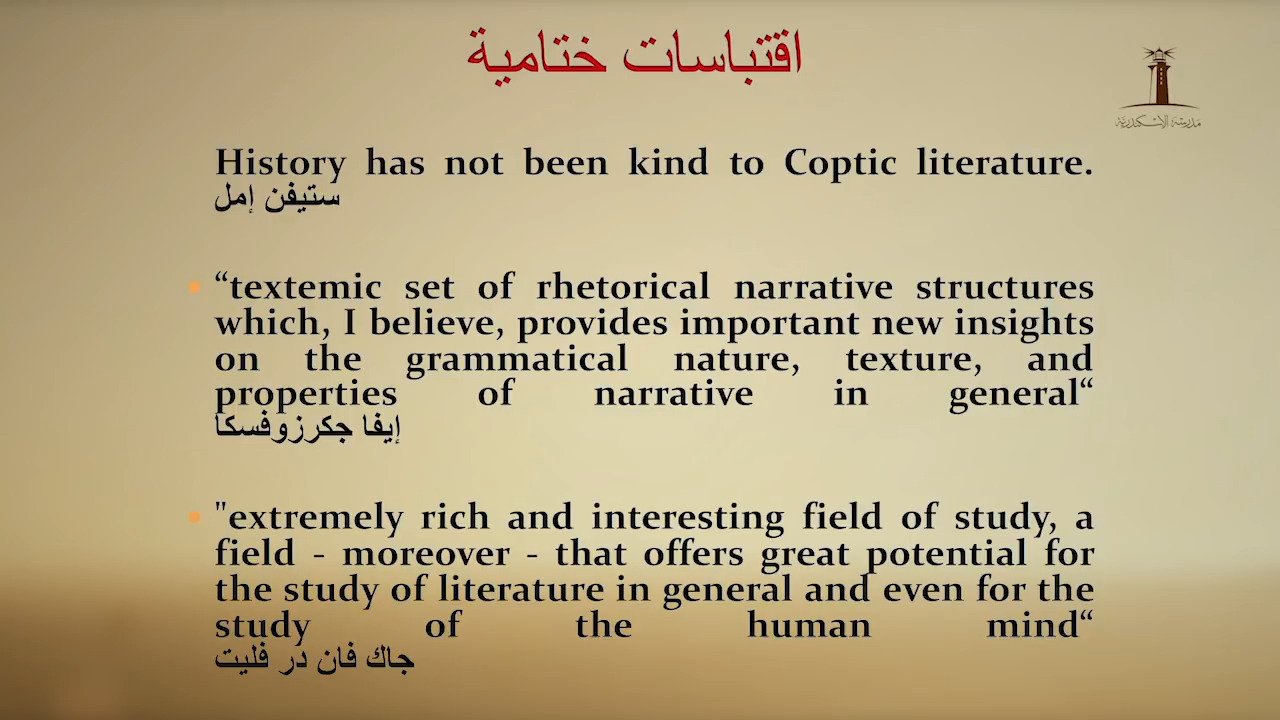 اقتباسات ختامية
مدرسة الإسكندرية
History has not been kind to Coptic literature.
ستيفن إمل
“textemic set of rhetorical narrative structures
which, I believe, provides important new insights
on the grammatical nature, texture, and
properties of narrative in general“
إيفا جكرزوفسكا
"extremely rich and interesting field of study, a
field - moreover - that offers great potential for
the study of literature in general and even for the
study of the human mind“
جاك فان در فليت